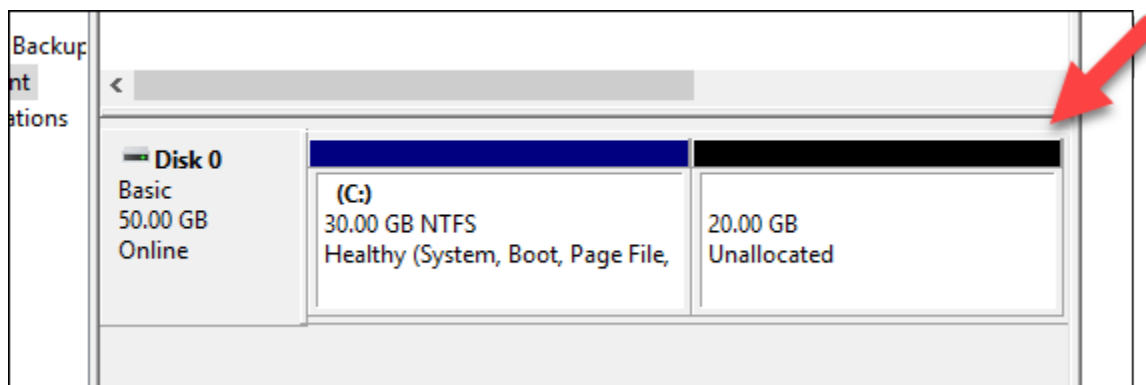 Backup
nt
ations
Disk 0
Basic
50.00 GB
Online
(C:)
30.00 GB NTFS
Healthy (System, Boot, Page File,
20.00 GB
Unallocated